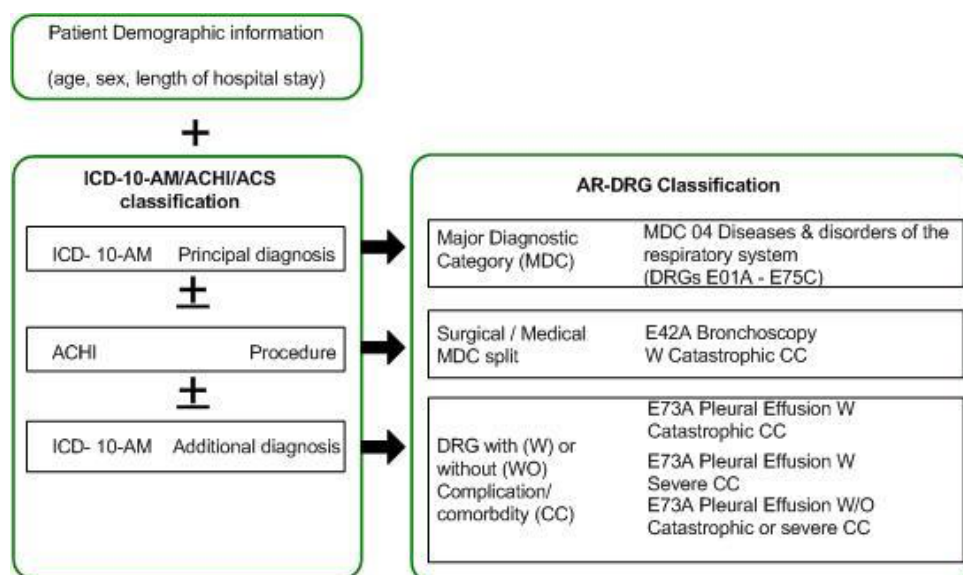 Patient Demographic information
(age, sex, length of hospital stay)
+
ICD-10-AM/ACHI/ACS
classification
ICD- 10-AM Principal diagnosis
±
ACHI Procedure
±
ICD- 10-AM Additional diagnosis
AR-DRG Classification
Major Diagnostic
Category (MDC)
MDC 04 Diseases & disorders of the
respiratory system
(DRGs E01A - E75C)
Surgical / Medical
MDC split
E42A Bronchoscopy
W Catastrophic CC
DRG with (W) or
without (WO)
Complication/
comorbdity (CC)
E73A Pleural Effusion W
Catastrophic CC
E73A Pleural Effusion W
Severe CC
E73A Pleural Effusion W/O
Catastrophic or severe CC